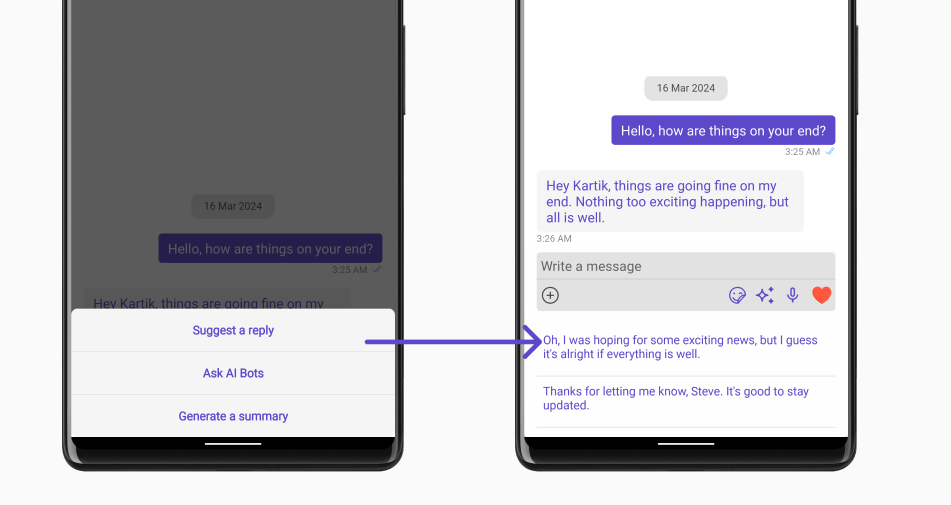 16 Mar 2024
Hello, how are things on your end?
3:25 AM
Hey Kartik, things are going fine on my
Suggest a reply
Ask AI Bots
Generate a summary
16 Mar 2024
Hello, how are things on your end?
3:25 AM
Hey Kartik, things are going fine on my
end. Nothing too exciting happening, but
all is well.
3:26 AM
Write a message
Oh, I was hoping for some exciting news, but I guess
it's alright if everything is well.
Thanks for letting me know, Steve. It's good to stay
updated.